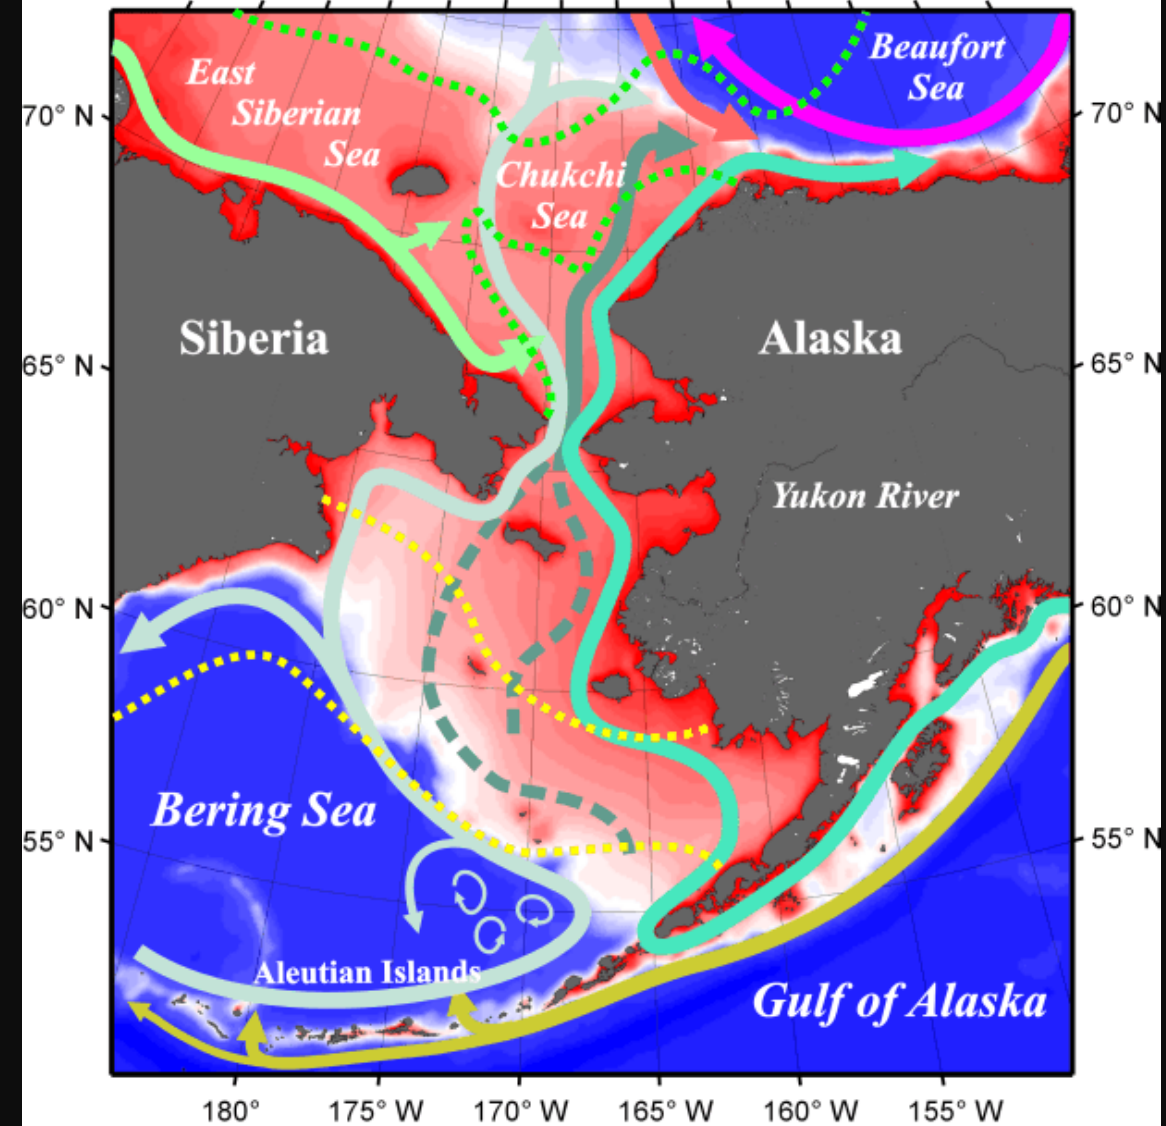 Beaufort
Sea
East
Siberian
Sea
70° N
70° N
Chukchi
Sea
Siberia
Alaska
65° N
65° N
Yukon River
60° N
60° N
Bering Sea
55° N
55° N
Aleutian Islands
Gulf of Alaska
180°
175° W
170° W
165° W
160° W
155° W